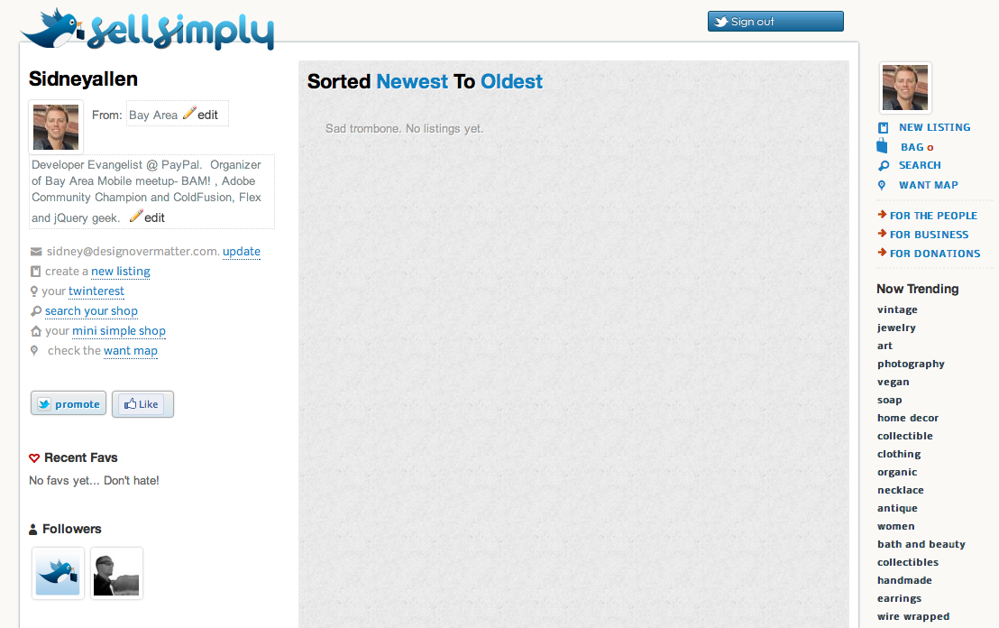 sellsimply
Sign out
Sidneyallen
From: Bay Area edit
Developer Evangelist @ PayPal. Organizer
of Bay Area Mobile meetup- BAM! , Adobe
Community Champion and ColdFusion, Flex
and jQuery geek. edit
sidney@designovermatter.com. update
create a new listing
your twinterest
search your shop
your mini simple shop
check the want map
promote
Like
Recent Favs
No favs yet... Don't hate!
Followers
Sorted Newest To Oldest
Sad trombone. No listings yet.
NEW LISTING
BAG 0
SEARCH
WANT MAP
FOR THE PEOPLE
FOR BUSINESS
FOR DONATIONS
Now Trending
vintage
jewelry
art
photography
vegan
soap
home decor
collectible
clothing
organic
necklace
antique
women
bath and beauty
collectibles
handmade
earrings
wire wrapped